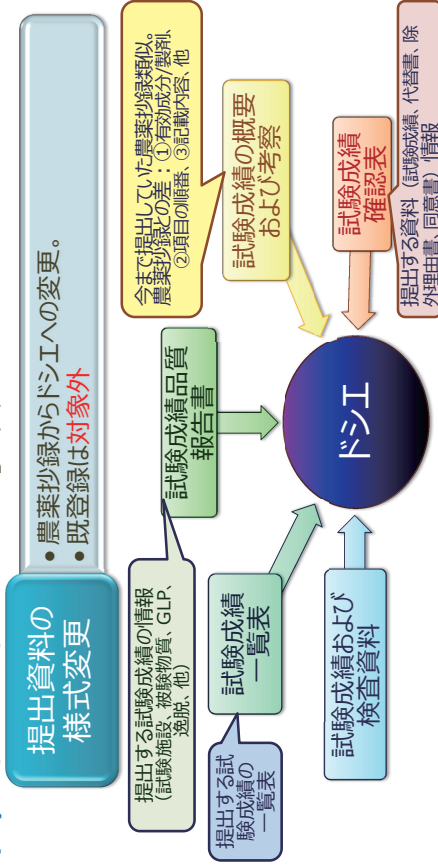 提出資料の
様式変更
• 農薬抄録からドシエへの変更。
• 既登録は対象外
提出する試験成績の情報
(試験施設、被験物質、GLP、
逸脱、他)
試験成績品質
報告書
今まで提出していた農薬抄録類似。
農薬抄録との差：①有効成分/製剤、
②項目の順番、③記載内容、他
試験成績の概要
および考察
提出する試
験成績の
一覧表
試験成績
一覧表
ドシエ
試験成績および
検査資料
試験成績
確認表
提出する資料（試験成績、代替書、除
外理由書、同意書）情報